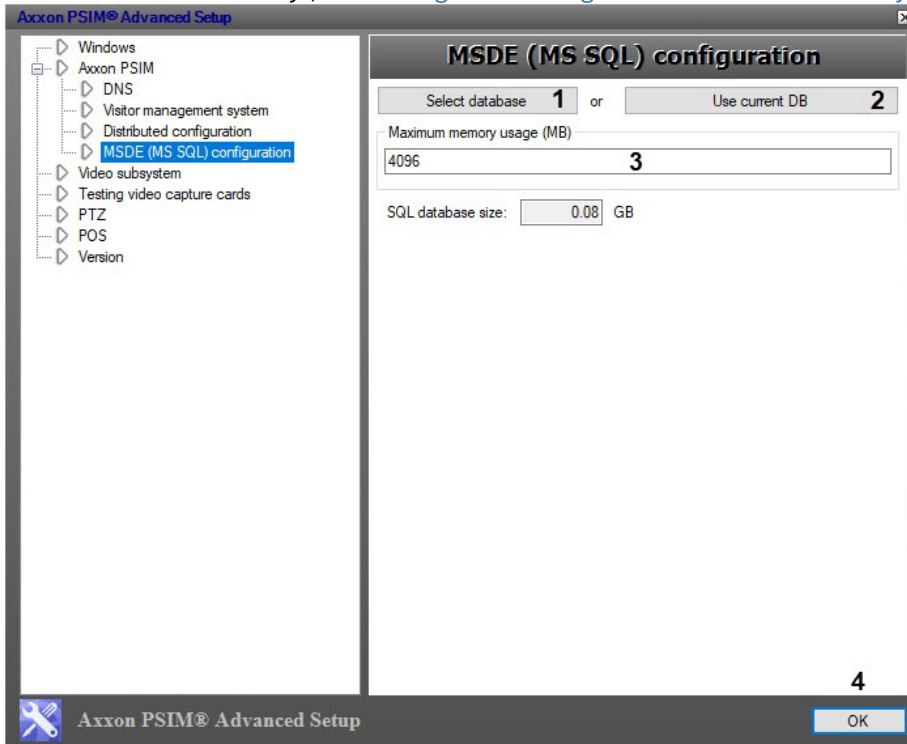 Axxon PSIM® Advanced Setup
Windows
Axxon PSIM
DNS
Visitor management system
Distributed configuration
MSDE (MS SQL) configuration
Video subsystem
Testing video capture cards
PTZ
POS
Version
MSDE (MS SQL) configuration
Select database 1 or Use current DB 2
Maximum memory usage (MB)
4096 3
SQL database size: 0.08 GB
4
Axxon PSIM® Advanced Setup
OK